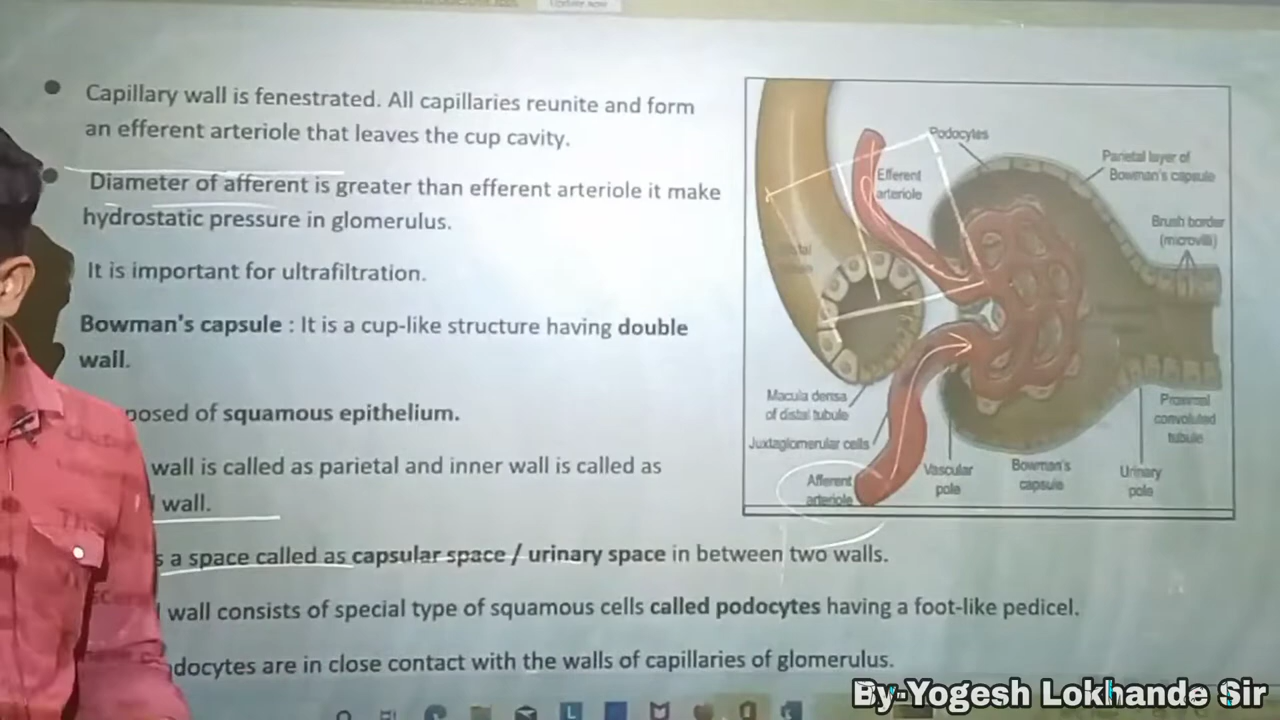 Update now
Capillary wall is fenestrated. All capillaries reunite and form
an efferent arteriole that leaves the cup cavity.
Diameter of afferent is greater than efferent arteriole it make
hydrostatic pressure in glomerulus.
It is important for ultrafiltration.
Bowman's capsule : It is a cup-like structure having double
wall.
posed of squamous epithelium.
wall is called as parietal and inner wall is called as
wall.
s a space called as capsular space / urinary space in between two walls.
wall consists of special type of squamous cells called podocytes having a foot-like pedicel.
docytes are in close contact with the walls of capillaries of glomerulus.
Podocytes
Efferent
arteriole
Parietal layer of
Bowman's capsule
Brush border
(microvilli)
Macula densa
of distal tubule
Juxtaglomerular cells
Afferent
arteriole
Vascular
pole
Bowman's
capsule
Urinary
pole
Proximal
convoluted
tubule
By-Yogesh Lokhande Sir